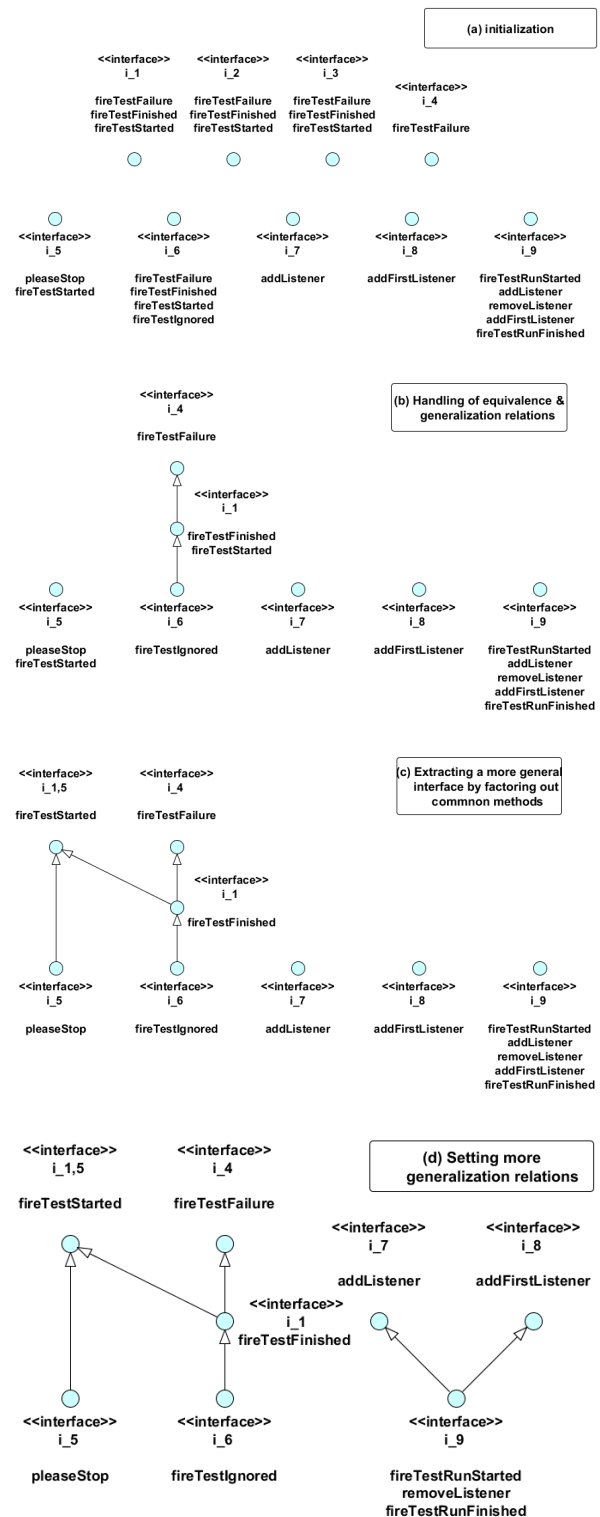 (a) initialization
<<interface>>
i_1
fireTestFailure
fireTestFinished
fireTestStarted
<<interface>>
i_2
fireTestFailure
fireTestFinished
fireTestStarted
<<interface>>
i_3
fireTestFailure
fireTestFinished
fireTestStarted
<<interface>>
i_4
fireTestFailure
<<interface>>
i_5
pleaseStop
fireTestStarted
<<interface>>
i_6
fireTestFailure
fireTestFinished
fireTestStarted
fireTestIgnored
<<interface>>
i_7
addListener
<<interface>>
i_8
addFirstListener
<<interface>>
i_9
fireTestRunStarted
addListener
removeListener
addFirstListener
fireTestRunFinished
(b) Handling of equivalence &
generalization relations
<<interface>>
i_4
fireTestFailure
<<interface>>
i_1
fireTestFinished
fireTestStarted
<<interface>>
i_5
pleaseStop
fireTestStarted
<<interface>>
i_6
fireTestIgnored
<<interface>>
i_7
addListener
<<interface>>
i_8
addFirstListener
<<interface>>
i_9
fireTestRunStarted
addListener
removeListener
addFirstListener
fireTestRunFinished
(c) Extracting a more general
interface by factoring out
commnon methods
<<interface>>
i_1,5
fireTestStarted
<<interface>>
i_4
fireTestFailure
<<interface>>
i_1
fireTestFinished
<<interface>>
i_5
pleaseStop
<<interface>>
i_6
fireTestIgnored
<<interface>>
i_7
addListener
<<interface>>
i_8
addFirstListener
<<interface>>
i_9
fireTestRunStarted
addListener
removeListener
addFirstListener
fireTestRunFinished
(d) Setting more
generalization relations
<<interface>>
i_1,5
fireTestStarted
<<interface>>
i_4
fireTestFailure
<<interface>>
i_7
addListener
<<interface>>
i_8
addFirstListener
<<interface>>
i_1
fireTestFinished
<<interface>>
i_5
pleaseStop
<<interface>>
i_6
fireTestIgnored
<<interface>>
i_9
fireTestRunStarted
removeListener
fireTestRunFinished